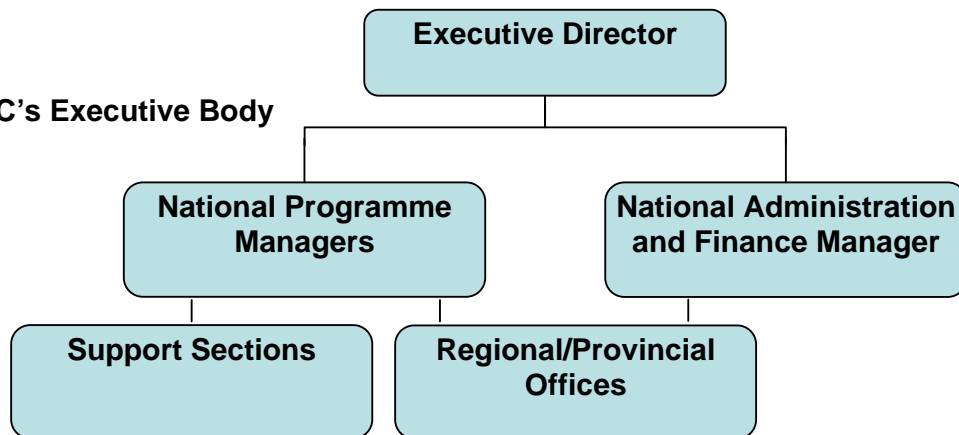 Executive Director
C’s Executive Body
National Programme
Managers
National Administration
and Finance Manager
Support Sections
Regional/Provincial
Offices